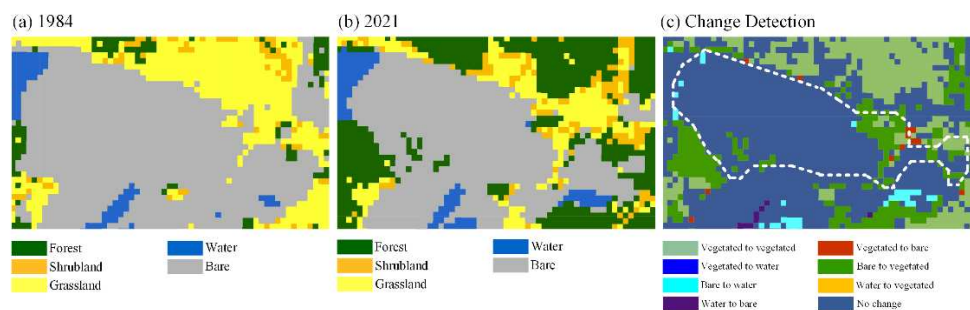 (a) 1984
(b) 2021
(c) Change Detection
Forest
Water
Shrubland
Bare
Grassland
Forest
Water
Shrubland
Bare
Grassland
Vegetated to vegetated
Vegetated to bare
Vegetated to water
Bare to vegetated
Bare to water
Water to vegetated
Water to bare
No change